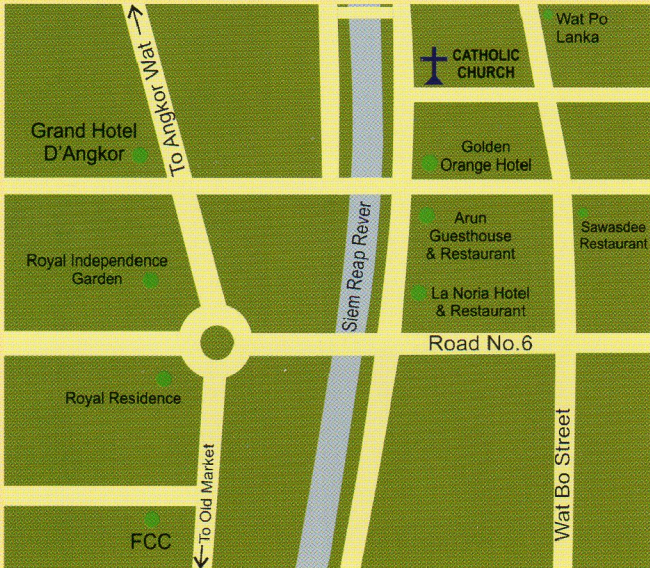 Wat Po
Lanka
CATHOLIC
CHURCH
To Angkor Wat
Grand Hotel
D'Angkor
Golden
Orange Hotel
Arun
Guesthouse
& Restaurant
Sawasdee
Restaurant
Siem Reap Rever
Royal Independence
Garden
La Noria Hotel
& Restaurant
Road No.6
Royal Residence
Wat Bo Street
To Old Market
FCC